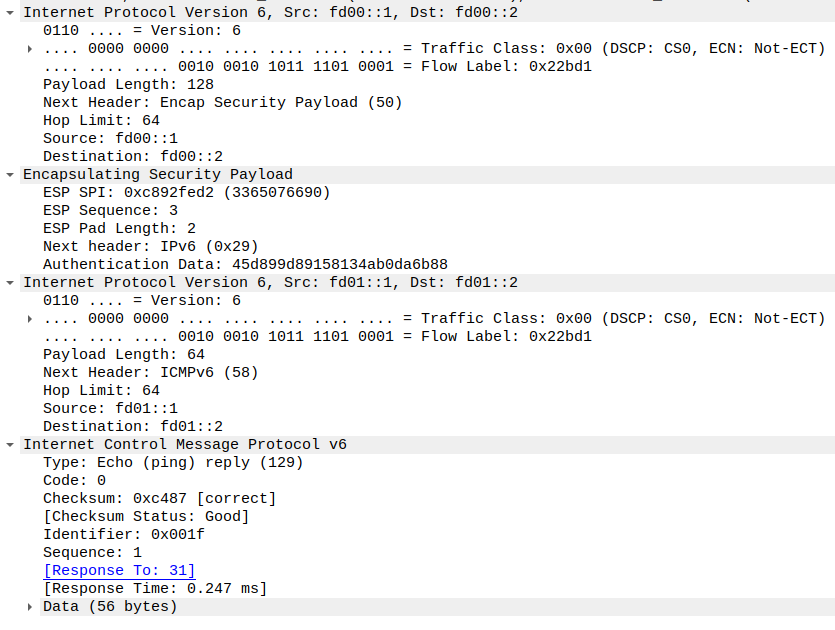 Internet Protocol Version 6, Src: fd00::1, Dst: fd00::2
0110 .... = Version: 6
.... 0000 0000 .... .... .... .... .... = Traffic Class: 0x00 (DSCP: CS0, ECN: Not-ECT)
.... .... .... 0010 0010 1011 1101 0001 = Flow Label: 0x22bd1
Payload Length: 128
Next Header: Encap Security Payload (50)
Hop Limit: 64
Source: fd00::1
Destination: fd00::2
Encapsulating Security Payload
ESP SPI: 0xc892fed2 (3365076690)
ESP Sequence: 3
ESP Pad Length: 2
Next header: IPv6 (0x29)
Authentication Data: 45d899d89158134ab0da6b88
Internet Protocol Version 6, Src: fd01::1, Dst: fd01::2
0110 .... = Version: 6
.... 0000 0000 .... .... .... .... .... = Traffic Class: 0x00 (DSCP: CS0, ECN: Not-ECT)
.... .... .... 0010 0010 1011 1101 0001 = Flow Label: 0x22bd1
Payload Length: 64
Next Header: ICMPv6 (58)
Hop Limit: 64
Source: fd01::1
Destination: fd01::2
Internet Control Message Protocol v6
Type: Echo (ping) reply (129)
Code: 0
Checksum: 0xc487 [correct]
[Checksum Status: Good]
Identifier: 0x001f
Sequence: 1
[Response To: 31]
[Response Time: 0.247 ms]
Data (56 bytes)